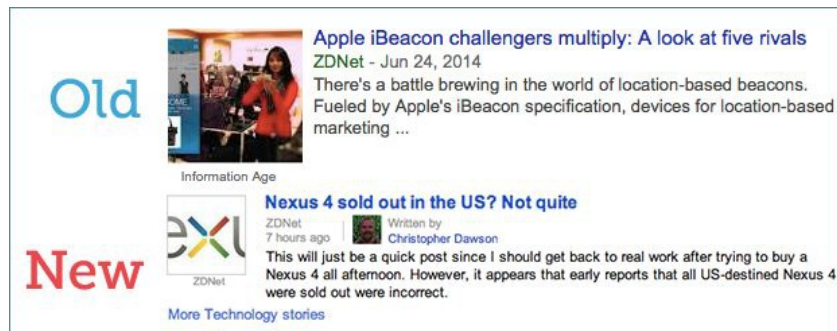 Old
Apple iBeacon challengers multiply: A look at five rivals
ZDNet - Jun 24, 2014
There's a battle brewing in the world of location-based beacons.
Fueled by Apple's iBeacon specification, devices for location-based
marketing ...
Information Age
New
Nexus 4 sold out in the US? Not quite
ZDNet
7 hours ago
Written by
Christopher Dawson
This will just be a quick post since I should get back to real work after trying to buy a
Nexus 4 all afternoon. However, it appears that early reports that all US-destined Nexus 4
were sold out were incorrect.
ZDNet
More Technology stories